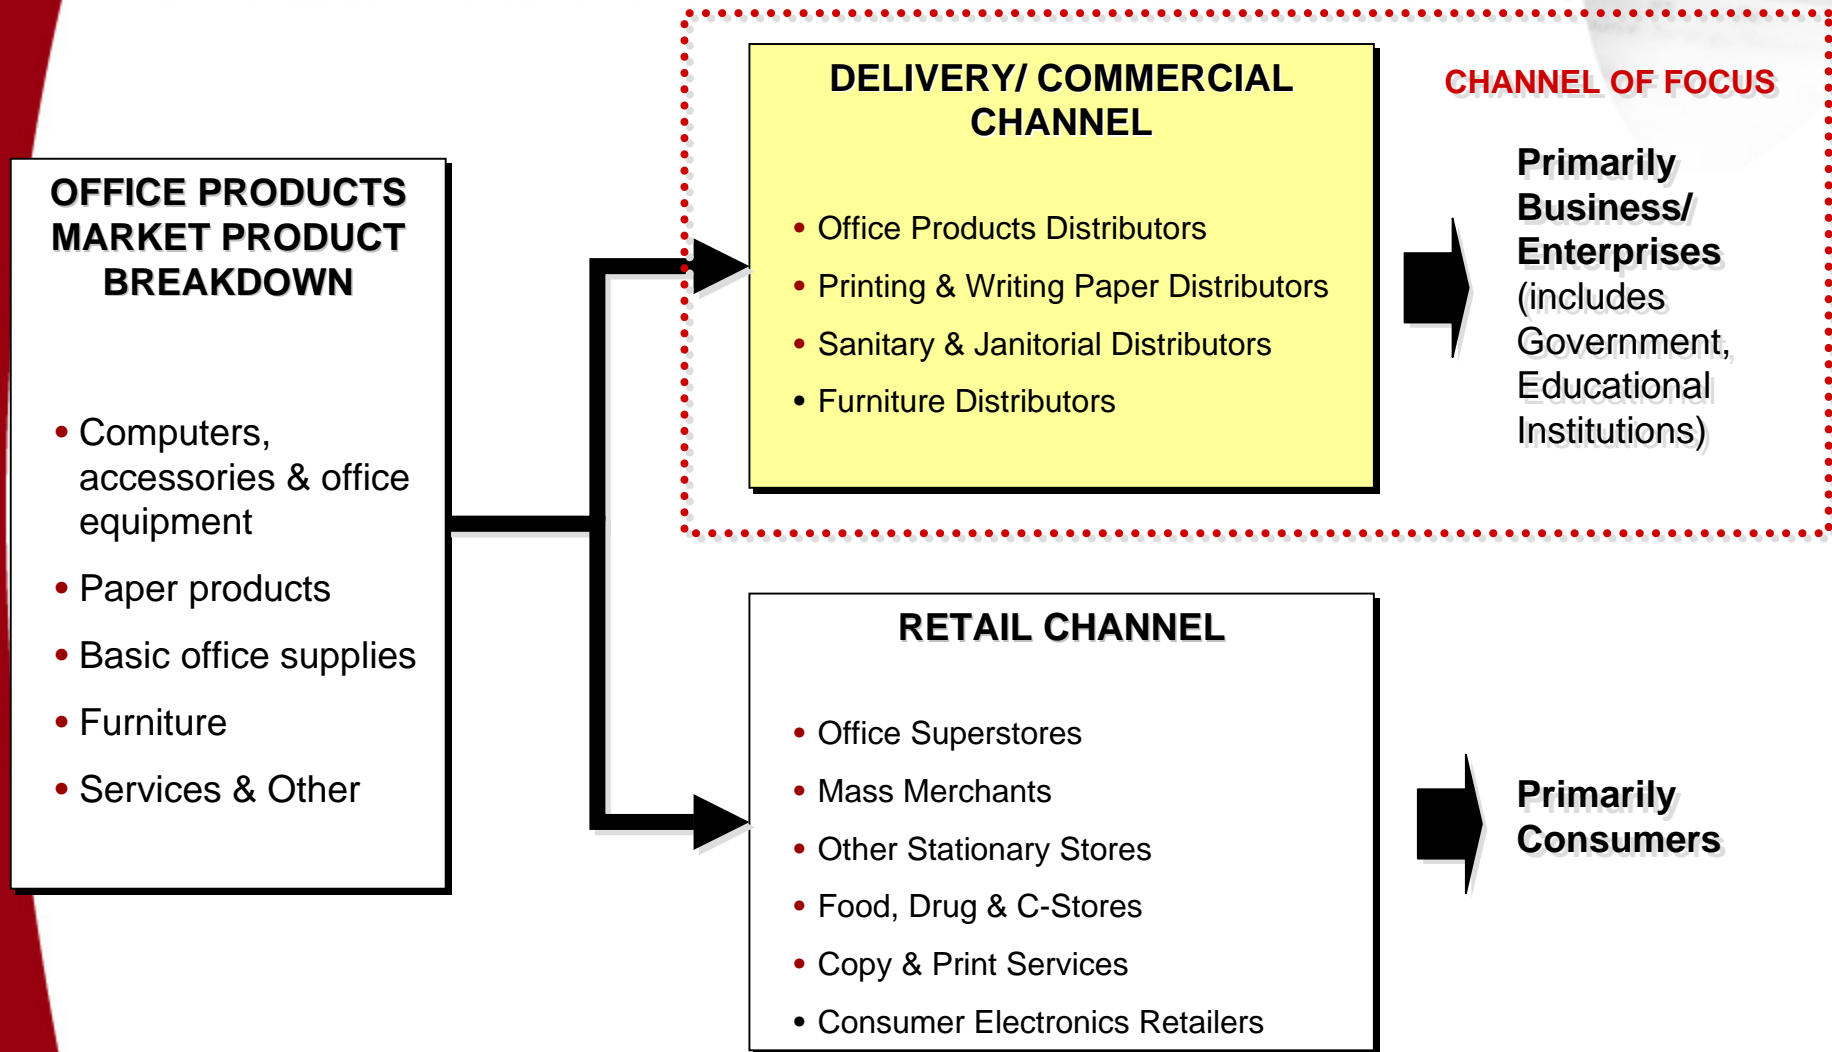 OFFICE PRODUCTS
MARKET PRODUCT
BREAKDOWN
• Computers,
accessories & office
equipment
• Paper products
• Basic office supplies
• Furniture
• Services & Other
DELIVERY/ COMMERCIAL
CHANNEL
• Office Products Distributors
• Printing & Writing Paper Distributors
• Sanitary & Janitorial Distributors
• Furniture Distributors
CHANNEL OF FOCUS
Primarily
Business/
Enterprises
(includes
Government,
Educational
Institutions)
RETAIL CHANNEL
• Office Superstores
• Mass Merchants
• Other Stationary Stores
• Food, Drug & C-Stores
• Copy & Print Services
• Consumer Electronics Retailers
Primarily
Consumers